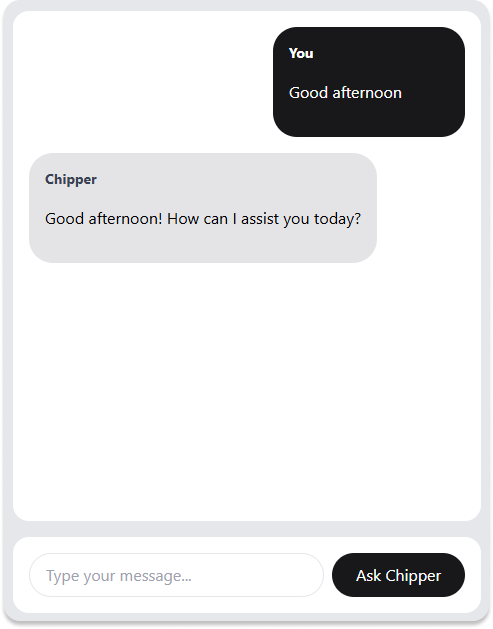 You
Good afternoon
Chipper
Good afternoon! How can I assist you today?
Type your message...
Ask Chipper